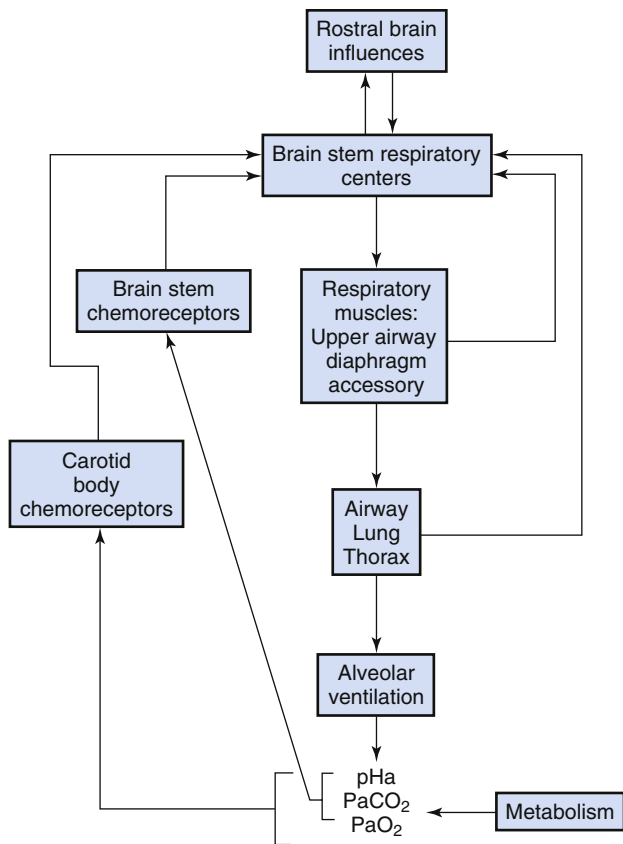 Rostral brain
influences
Brain stem respiratory
centers
Brain stem
chemoreceptors
Respiratory
muscles:
Upper airway
diaphragm
accessory
Carotid
body
chemoreceptors
Airway
Lung
Thorax
Alveolar
ventilation
pHa
PaCO₂
PaO₂
Metabolism